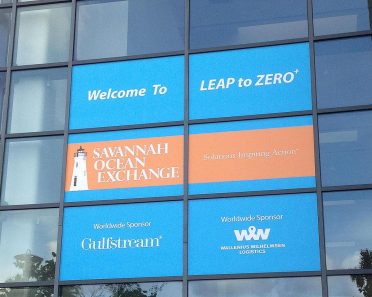 Welcome To
LEAP to ZERO+
SAVANNAH
OCEAN
EXCHANGE
Solutions Inspiring Action
Worldwide Sponsor
Gulfstream®
Worldwide Sponsor
WALLENIUS WILHELMSEN
LOGISTICS